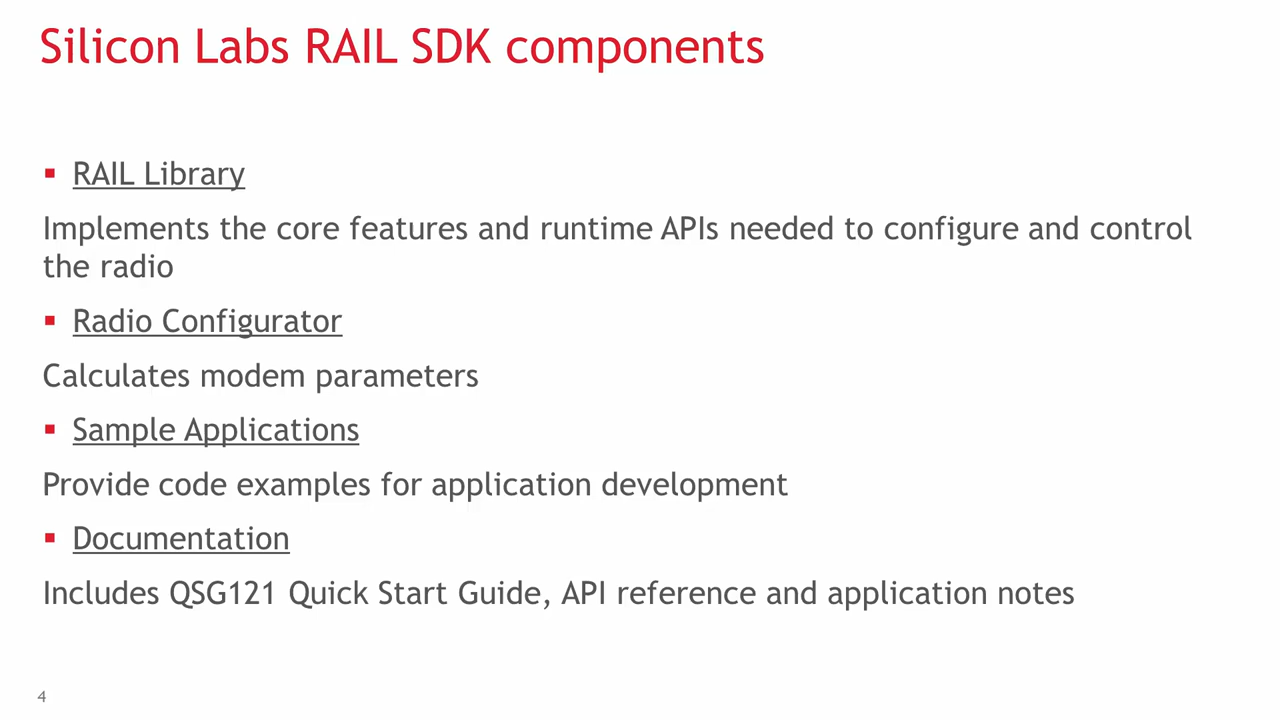 Silicon Labs RAIL SDK components
▪ RAIL Library
Implements the core features and runtime APIs needed to configure and control
the radio
▪ Radio Configurator
Calculates modem parameters
▪ Sample Applications
Provide code examples for application development
▪ Documentation
Includes QSG121 Quick Start Guide, API reference and application notes
4